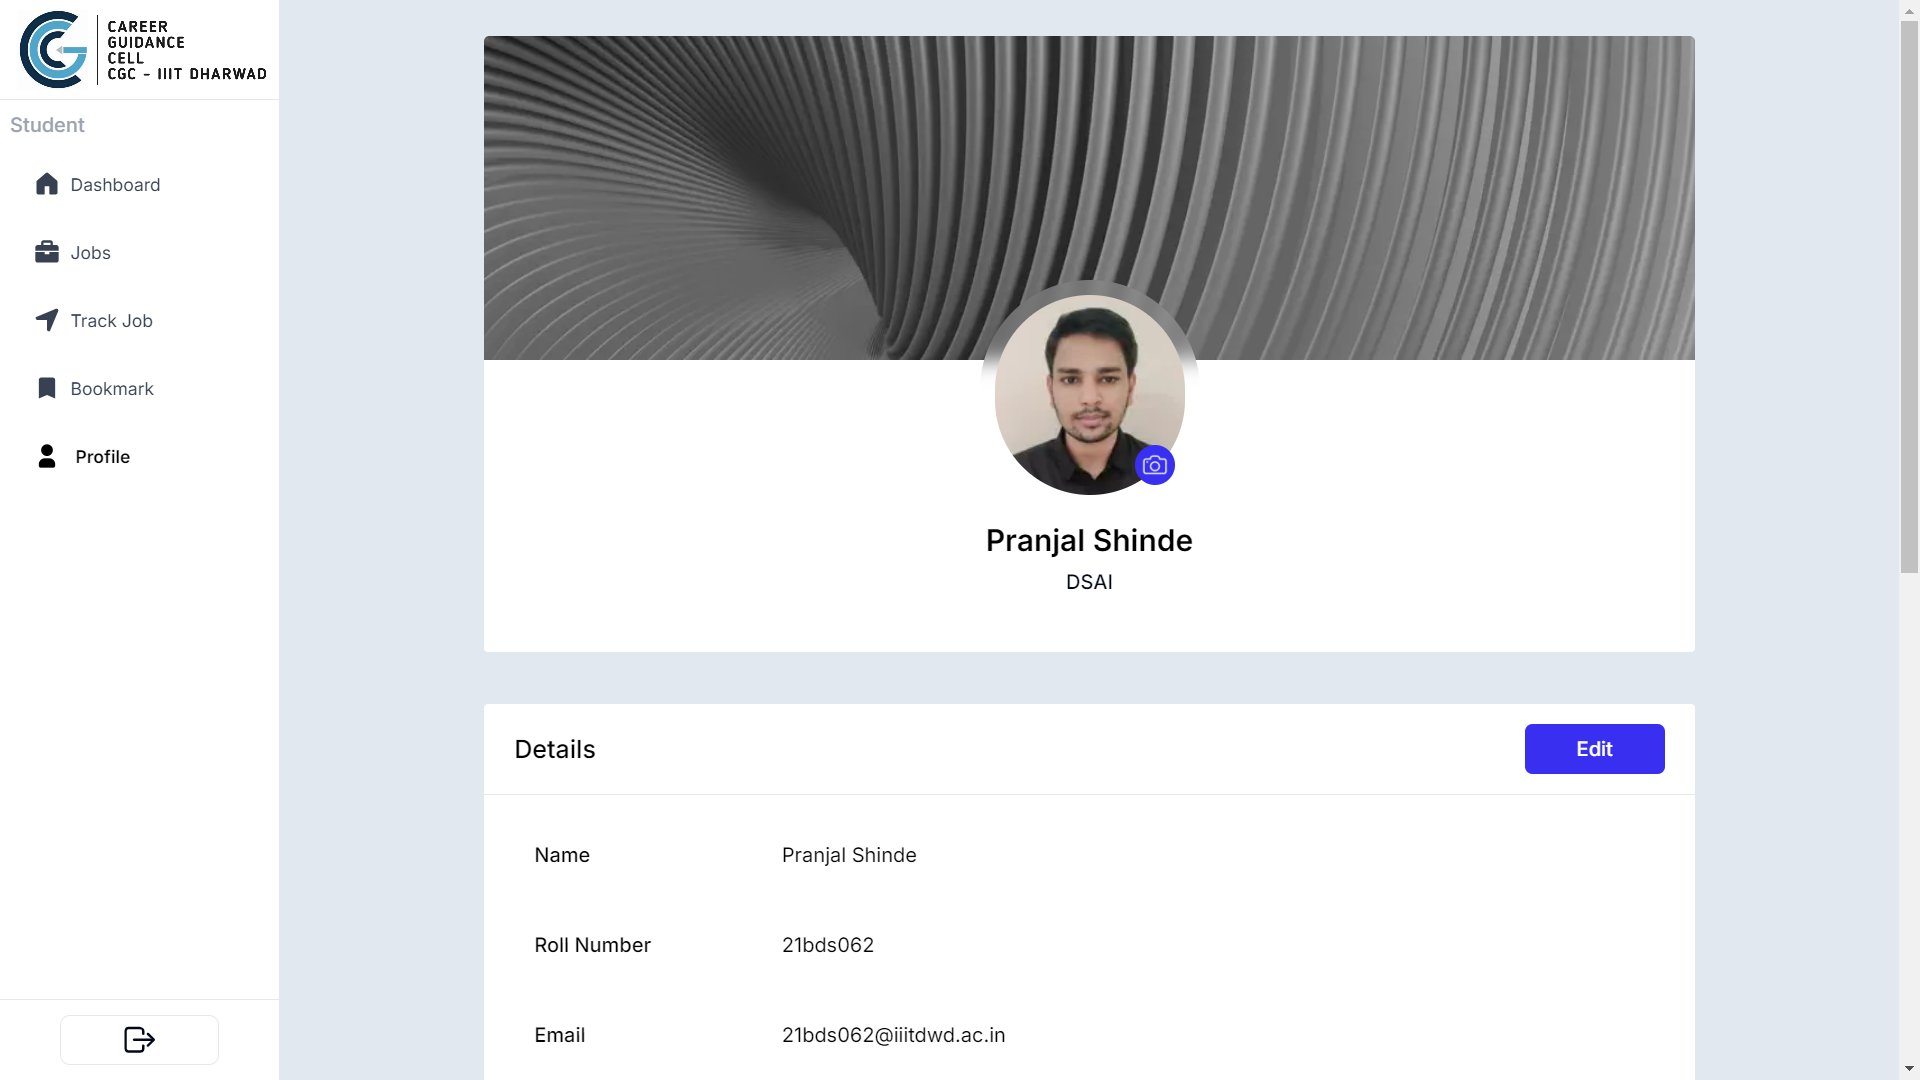 CAREER
GUIDANCE
CELL
CGC - IIIT DHARWAD
Student
Dashboard
Jobs
Track Job
Bookmark
Profile
Pranjal Shinde
DSAI
Details
Edit
Name
Pranjal Shinde
Roll Number
21bds062
Email
21bds062@iiitdwd.ac.in